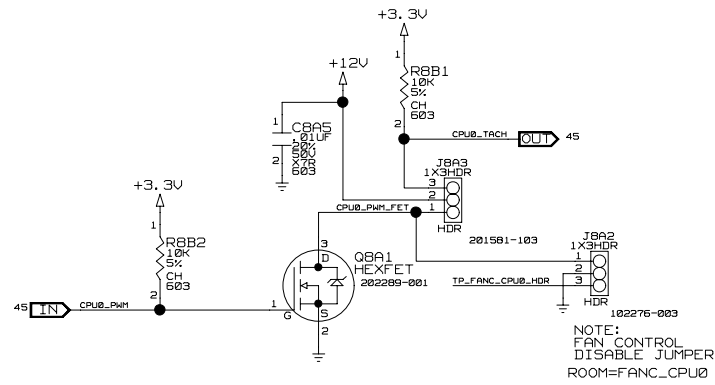 +3.3V
1
R8B1
10K
5%
CH
603
2
+12V
1
C8A5
.01UF
20%
50V
X7R
603
2
CPU0_TACH
OUT
45
J8A3
1X3HDR
3
2
1
HDR
201581-103
CPU0_PWM_FET
+3.3V
1
R8B2
10K
5%
CH
603
2
45
IN
CPU0_PWM
1
G
3
D
S
2
Q8A1
HEXFET
202289-001
J8A2
1X3HDR
1
2
3
HDR
TP_FANC_CPU0_HDR
102276-003
NOTE:
FAN CONTROL
DISABLE JUMPER
ROOM=FANC_CPU0